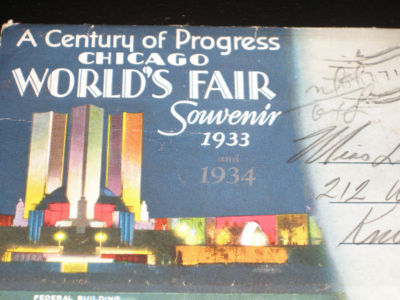 A Century of Progress
CHICAGO
WORLD'S FAIR
Souvenir
1933
and
1934
Miss
212
FEDERAL BUILDING